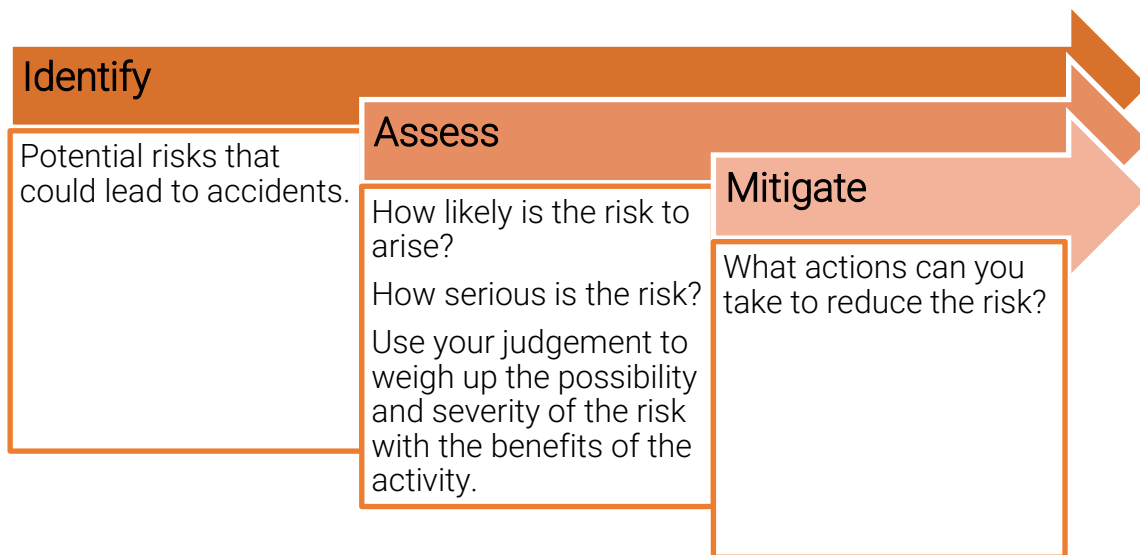 Identify
Potential risks that
could lead to accidents.
Assess
How likely is the risk to
arise?
How serious is the risk?
Use your judgement to
weigh up the possibility
and severity of the risk
with the benefits of the
activity.
Mitigate
What actions can you
take to reduce the risk?